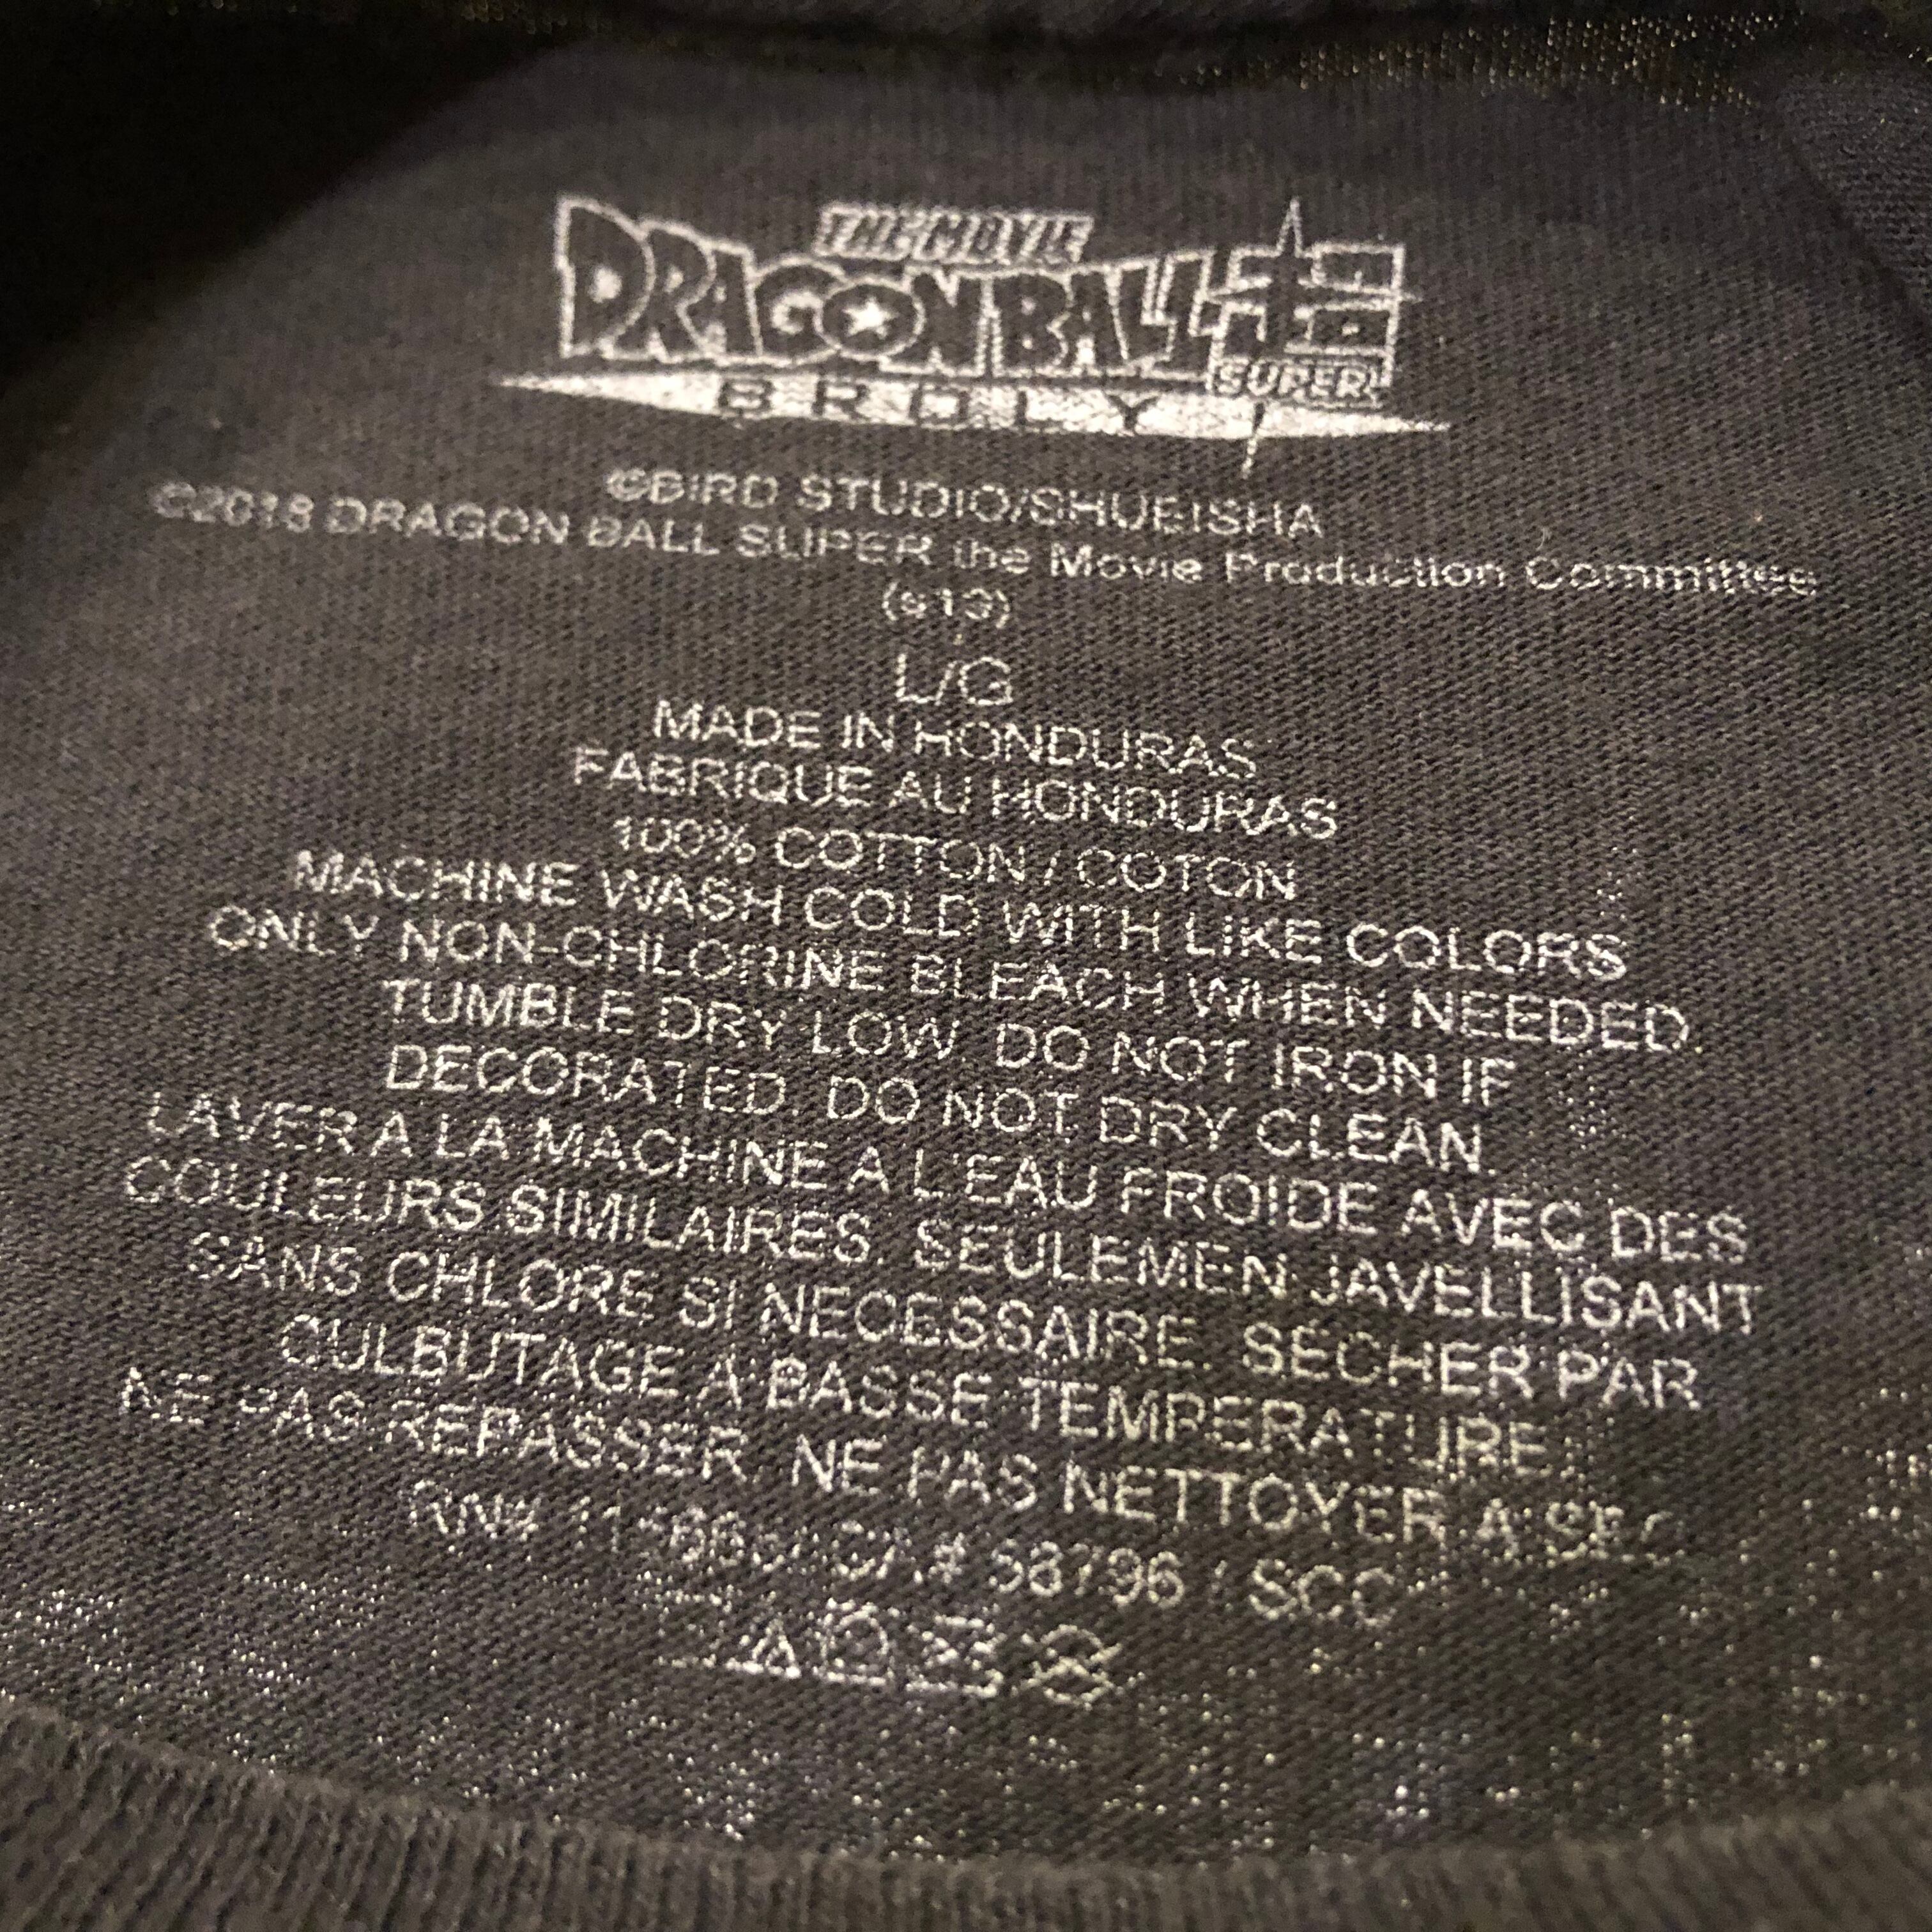 THE MOVIE
DRAGON BALL 超
SUPER
BROLY
©BIRD STUDIO/SHUEISHA
©2018 DRAGON BALL SUPER the Movie Production Committee
L/G
MADE IN HONDURAS
FABRIQUE AU HONDURAS
100% COTTON / COTON
MACHINE WASH COLD WITH LIKE COLORS
ONLY NON-CHLORINE BLEACH WHEN NEEDED.
TUMBLE DRY LOW. DO NOT IRON IF
DECORATED. DO NOT DRY CLEAN.
LAVER A LA MACHINE A L'EAU FROIDE AVEC DES
COULEURS SIMILAIRES. SEULEMEN JAVELLISANT
SANS CHLORE SI NECESSAIRE. SECHER PAR
CULBUTAGE A BASSE TEMPERATURE.
NE PAS REPASSER. NE PAS NETTOYER A SEC
RN# CA# / SCC